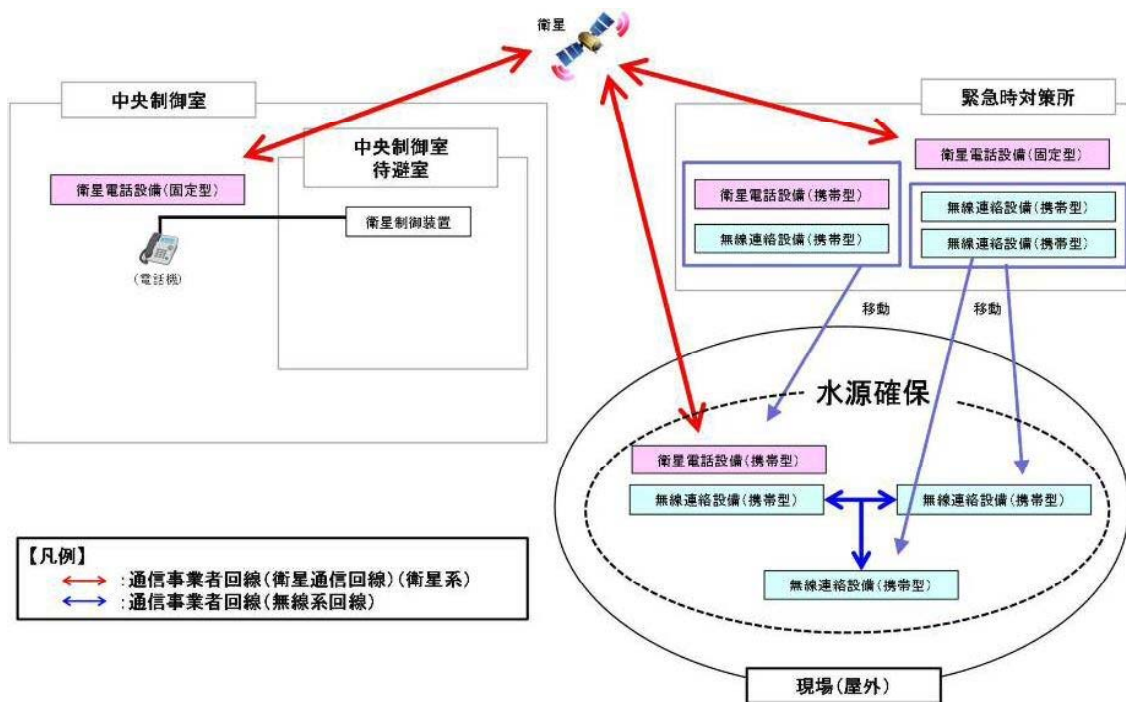 衛星
中央制御室
中央制御室
待避室
衛星電話設備(固定型)
衛星制御装置
(電話機)
緊急時対策所
衛星電話設備(固定型)
衛星電話設備(携帯型)
無線連絡設備(携帯型)
無線連絡設備(携帯型)
無線連絡設備(携帯型)
移動
移動
水源確保
衛星電話設備(携帯型)
無線連絡設備(携帯型)
無線連絡設備(携帯型)
無線連絡設備(携帯型)
現場(屋外)
【凡例】
:通信事業者回線(衛星通信回線)(衛星系)
:通信事業者回線(無線系回線)